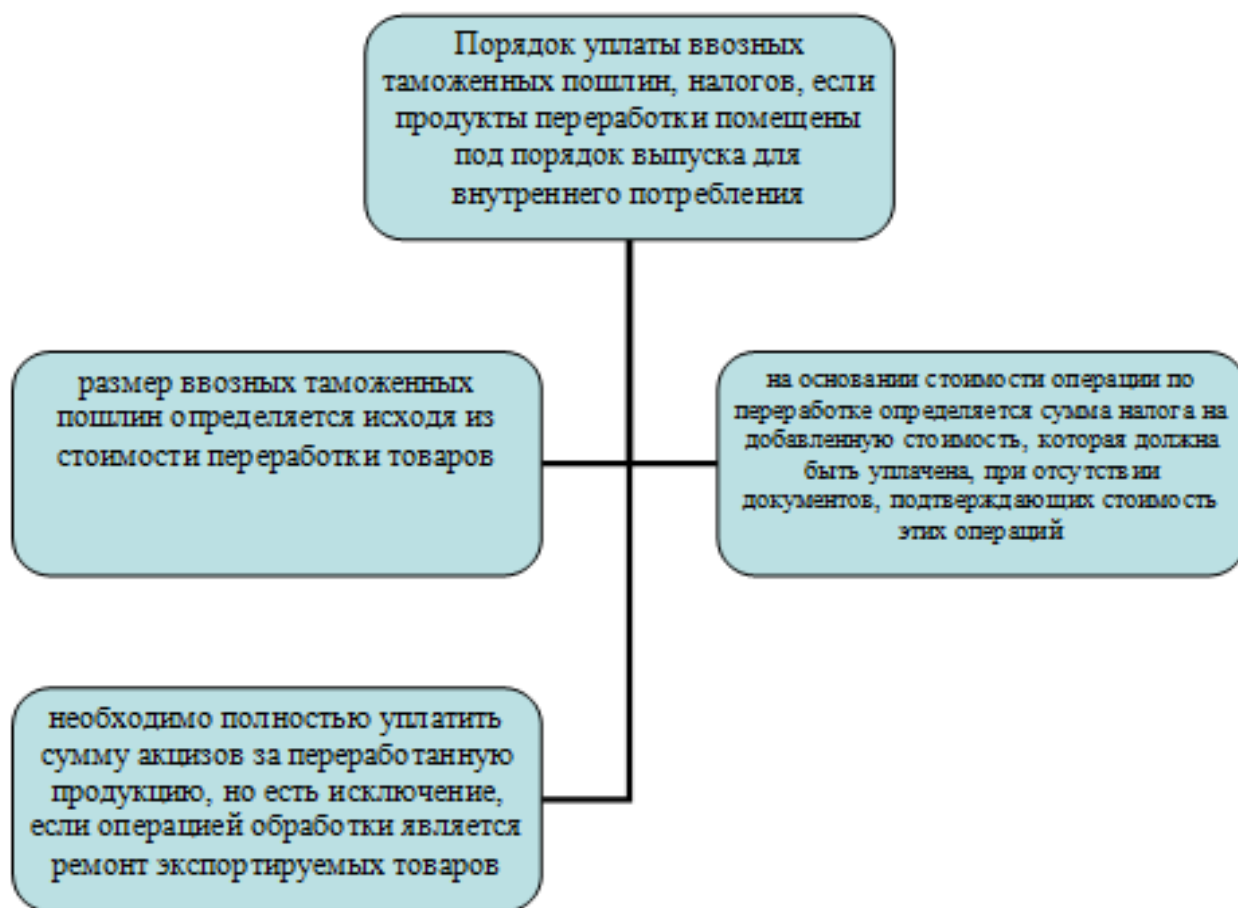 Порядок уплаты ввозных
таможенных пошлин, налогов, если
продукты переработки помещены
под порядок выпуска для
внутреннего потребления
размер ввозных таможенных
пошлин определяется исходя из
стоимости переработки товаров
на основании стоимости операции по
переработке определяется сумма налога на
добавленную стоимость, которая должна
быть уплачена, при отсутствии
документов, подтверждающих стоимость
этих операций
необходимо полностью уплатить
сумму акцизов за переработанную
продукцию, но есть исключение,
если операцией обработки является
ремонт экспортируемых товаров